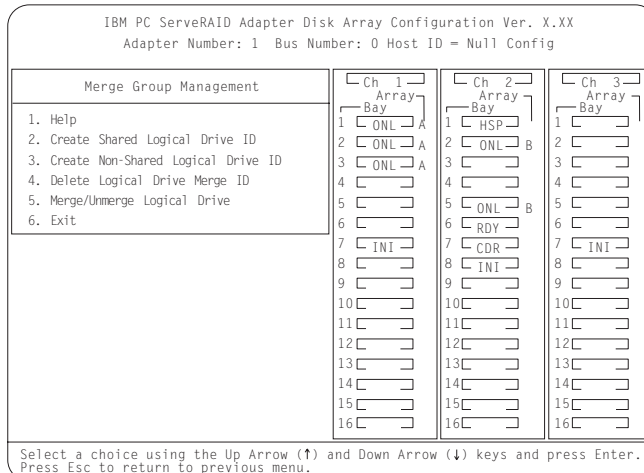 IBM PC ServeRAID Adapter Disk Array Configuration Ver. X.XX
Adapter Number: 1 Bus Number: 0 Host ID = Null Config
Merge Group Management
1. Help
2. Create Shared Logical Drive ID
3. Create Non-Shared Logical Drive ID
4. Delete Logical Drive Merge ID
5. Merge/Unmerge Logical Drive
6. Exit
Ch 1
Array
Bay
1 ONL A
2 ONL A
3 ONL A
4
5
6
7 INI
8
9
10
11
12
13
14
15
16
Ch 2
Array
Bay
1 HSP
2 ONL B
3
4
5 ONL B
6 RDY
7 CDR
8 INI
9
10
11
12
13
14
15
16
Ch 3
Array
Bay
1
2
3
4
5
6
7 INI
8
9
10
11
12
13
14
15
16
Select a choice using the Up Arrow (↑) and Down Arrow (↓) keys and press Enter.
Press Esc to return to previous menu.